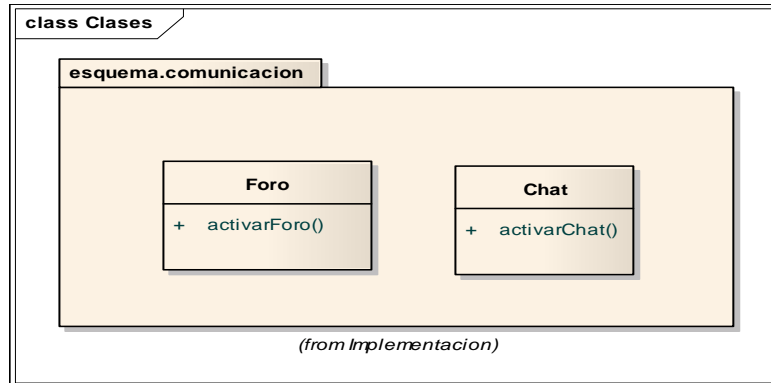 class Clases
esquema.comunicacion
Foro
+ activarForo()
Chat
+ activarChat()
(from Implementacion)